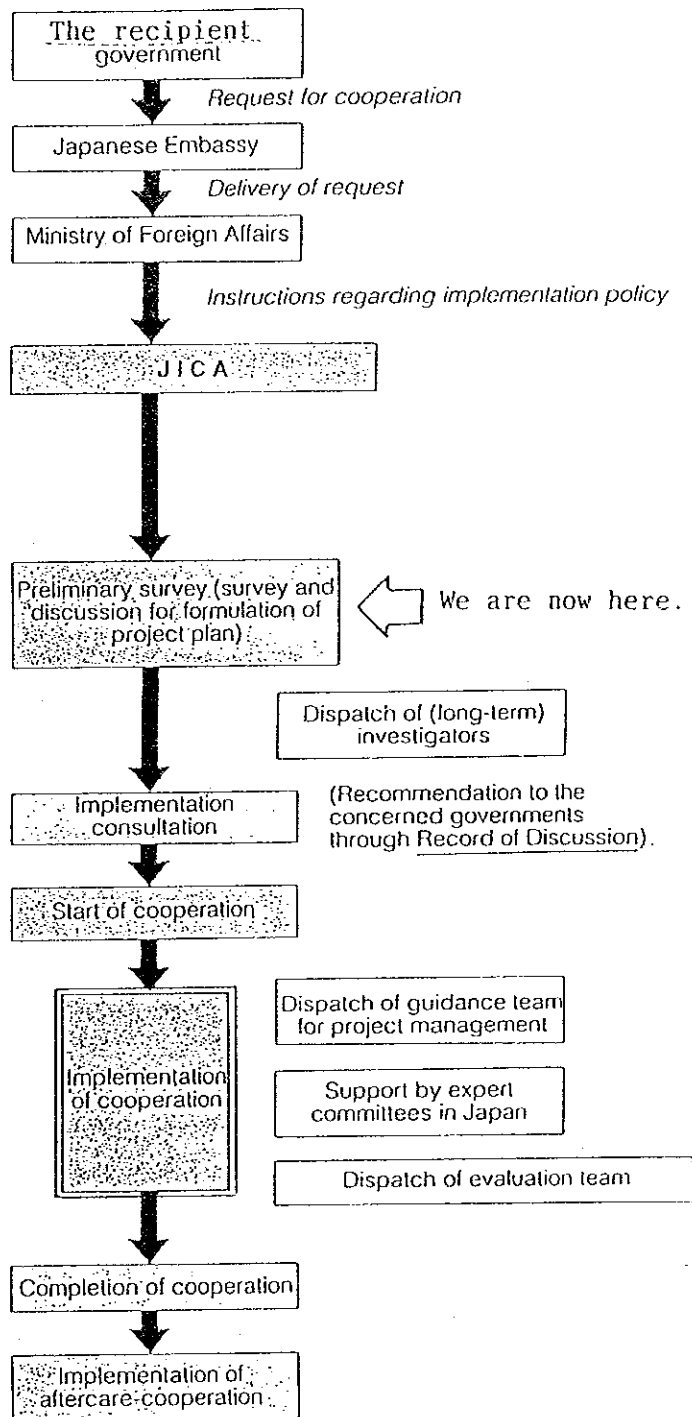 The recipient
government
Request for cooperation
Japanese Embassy
Delivery of request
Ministry of Foreign Affairs
Instructions regarding implementation policy
JICA
Preliminary survey (survey and
discussion for formulation of
project plan)
We are now here.
Dispatch of (long-term)
investigators
Implementation
consultation
(Recommendation to the
concerned governments
through Record of Discussion).
Start of cooperation
Implementation
of cooperation
Dispatch of guidance team
for project management
Support by expert
committees in Japan
Dispatch of evaluation team
Completion of cooperation
Implementation of
aftercare-cooperation